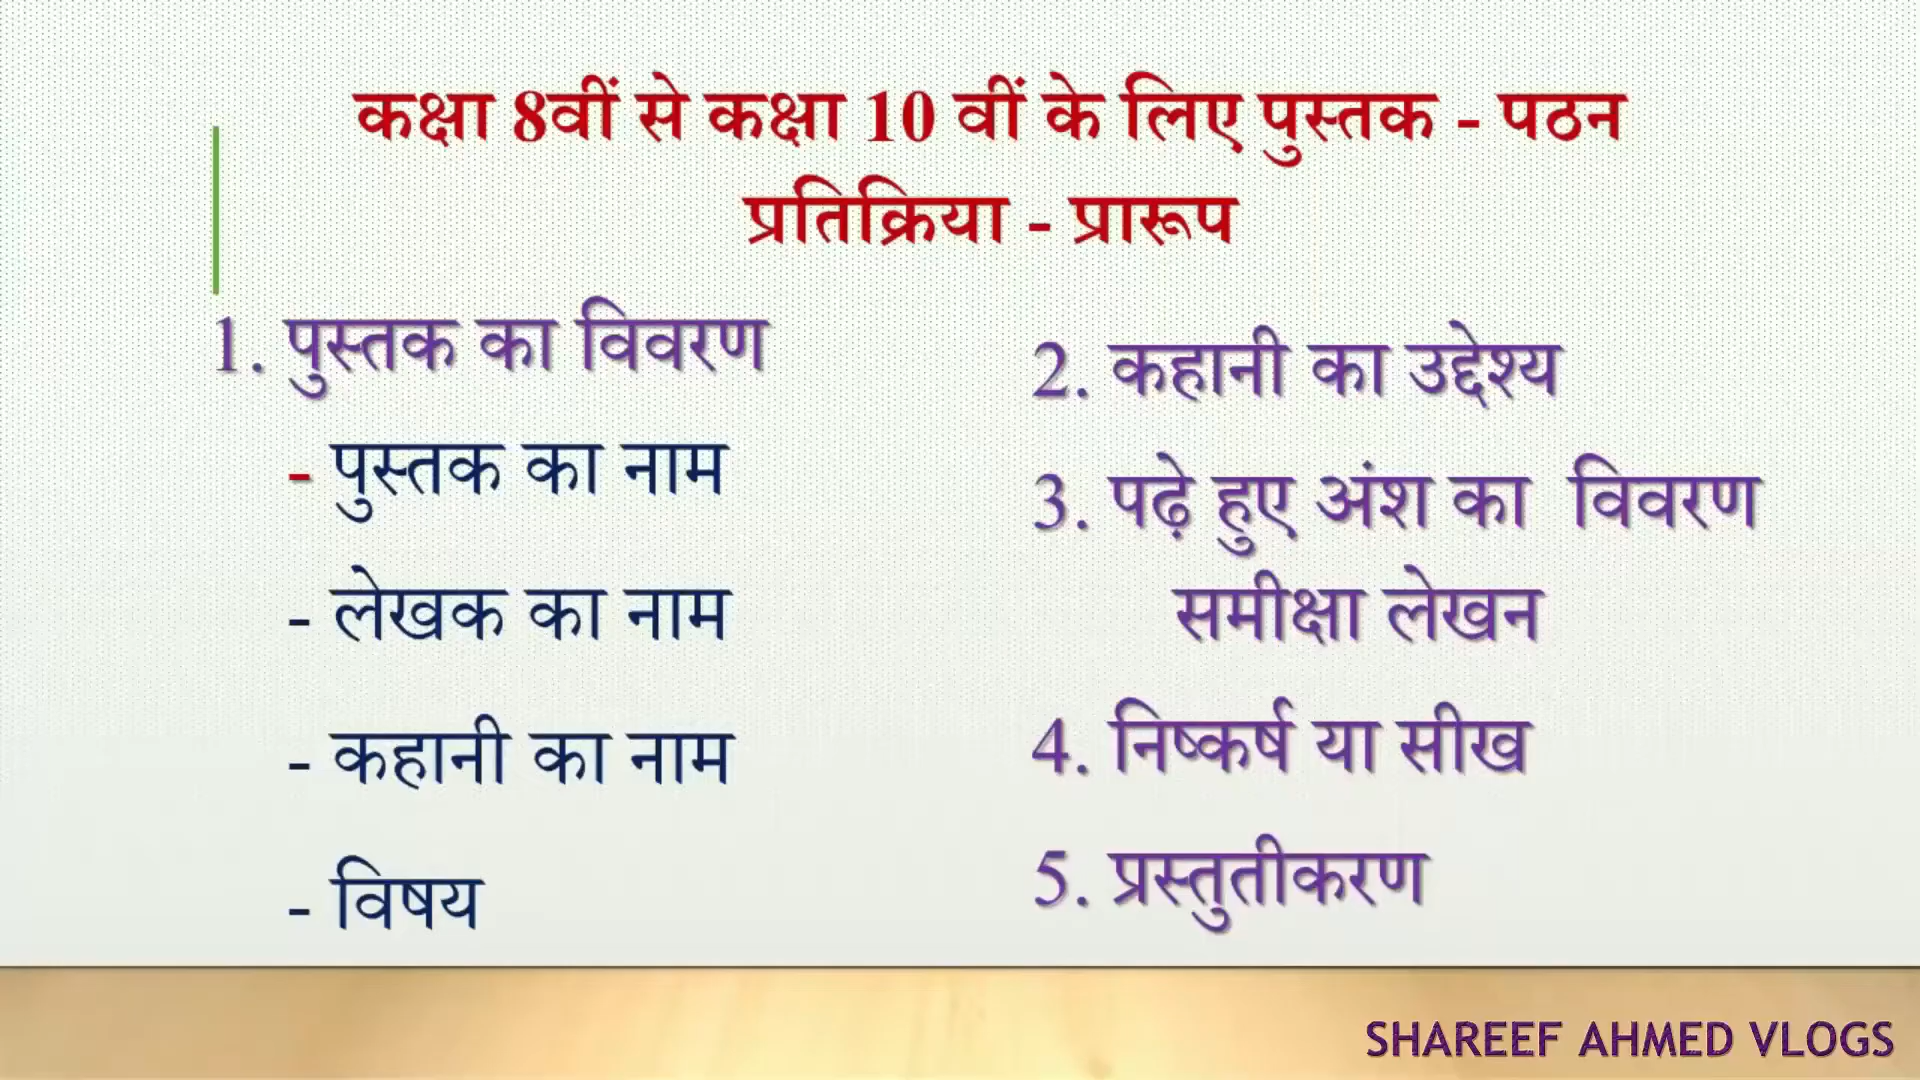 कक्षा 8वीं से कक्षा 10 वीं के लिए पुस्तक - पठन
प्रतिक्रिया - प्रारूप
1. पुस्तक का विवरण
- पुस्तक का नाम
- लेखक का नाम
- कहानी का नाम
- विषय
2. कहानी का उद्देश्य
3. पढ़े हुए अंश का विवरण
समीक्षा लेखन
4. निष्कर्ष या सीख
5. प्रस्तुतीकरण
SHAREEF AHMED VLOGS